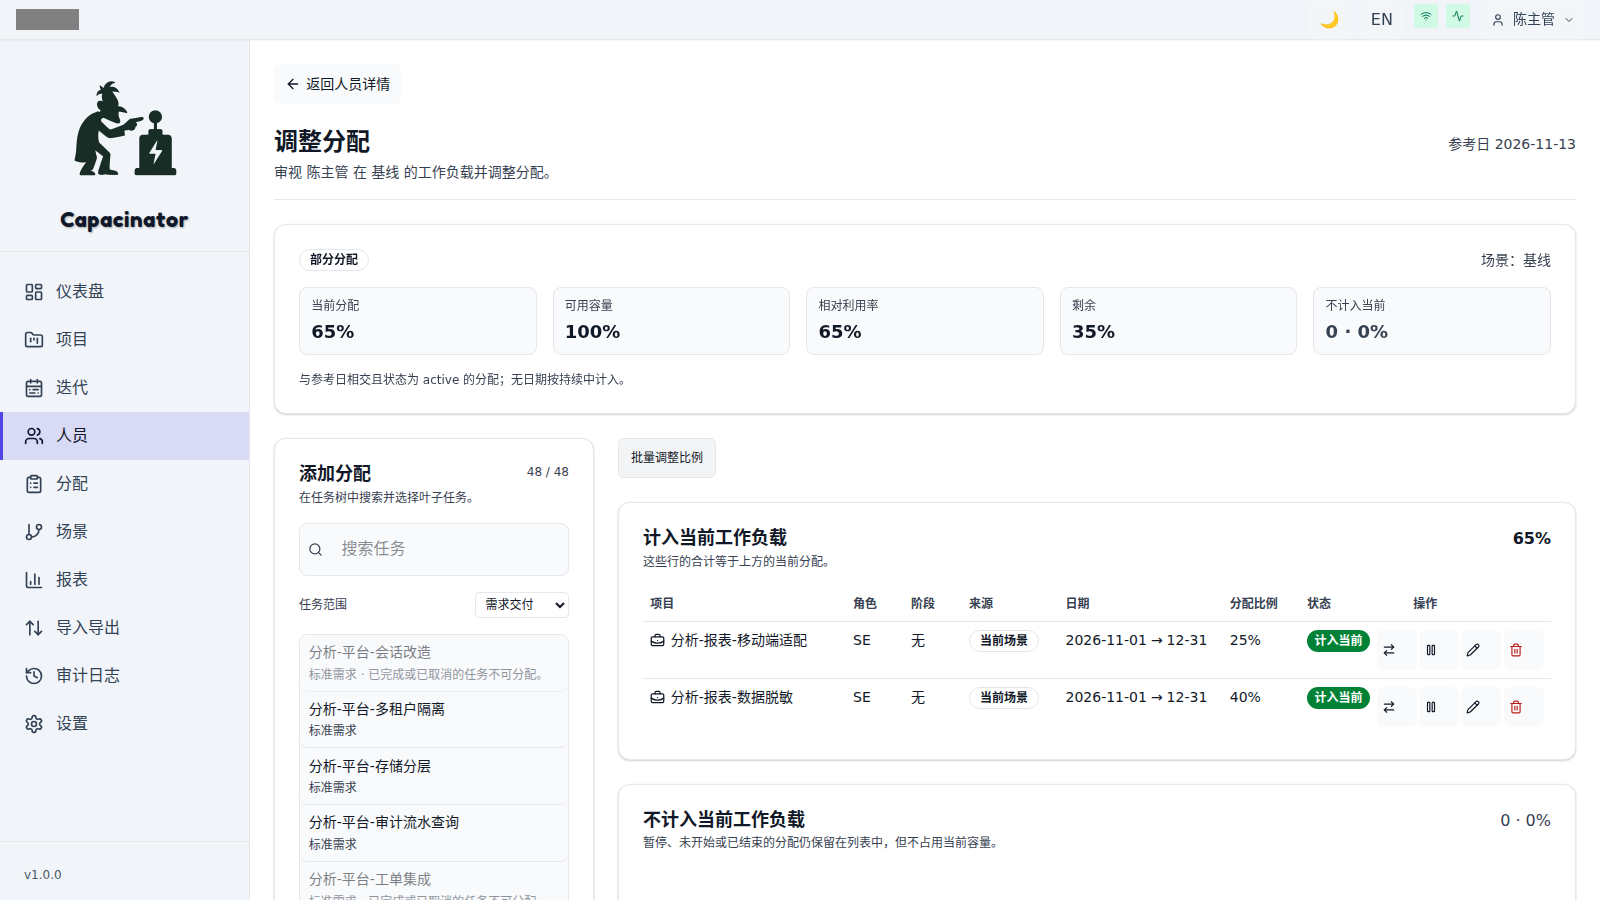 EN
陈主管
Capacinator
仪表盘
项目
迭代
人员
分配
场景
报表
导入导出
审计日志
设置
v1.0.0
返回人员详情
调整分配
审视 陈主管 在 基线 的工作负载并调整分配。
参考日 2026-11-13
部分分配
场景：基线
当前分配
65%
可用容量
100%
相对利用率
65%
剩余
35%
不计入当前
0 · 0%
与参考日相交且状态为 active 的分配；无日期按持续中计入。
添加分配
48 / 48
在任务树中搜索并选择叶子任务。
搜索任务
任务范围
需求交付
分析-平台-会话改造
标准需求 · 已完成或已取消的任务不可分配。
分析-平台-多租户隔离
标准需求
分析-平台-存储分层
标准需求
分析-平台-审计流水查询
标准需求
分析-平台-工单集成
标准需求 · 已完成或已取消的任务不可分配。
批量调整比例
计入当前工作负载
65%
这些行的合计等于上方的当前分配。
项目 角色 阶段 来源 日期 分配比例 状态 操作
分析-报表-移动端适配 SE 无 当前场景 2026-11-01 → 12-31 25% 计入当前
分析-报表-数据脱敏 SE 无 当前场景 2026-11-01 → 12-31 40% 计入当前
不计入当前工作负载
0 · 0%
暂停、未开始或已结束的分配仍保留在列表中，但不占用当前容量。